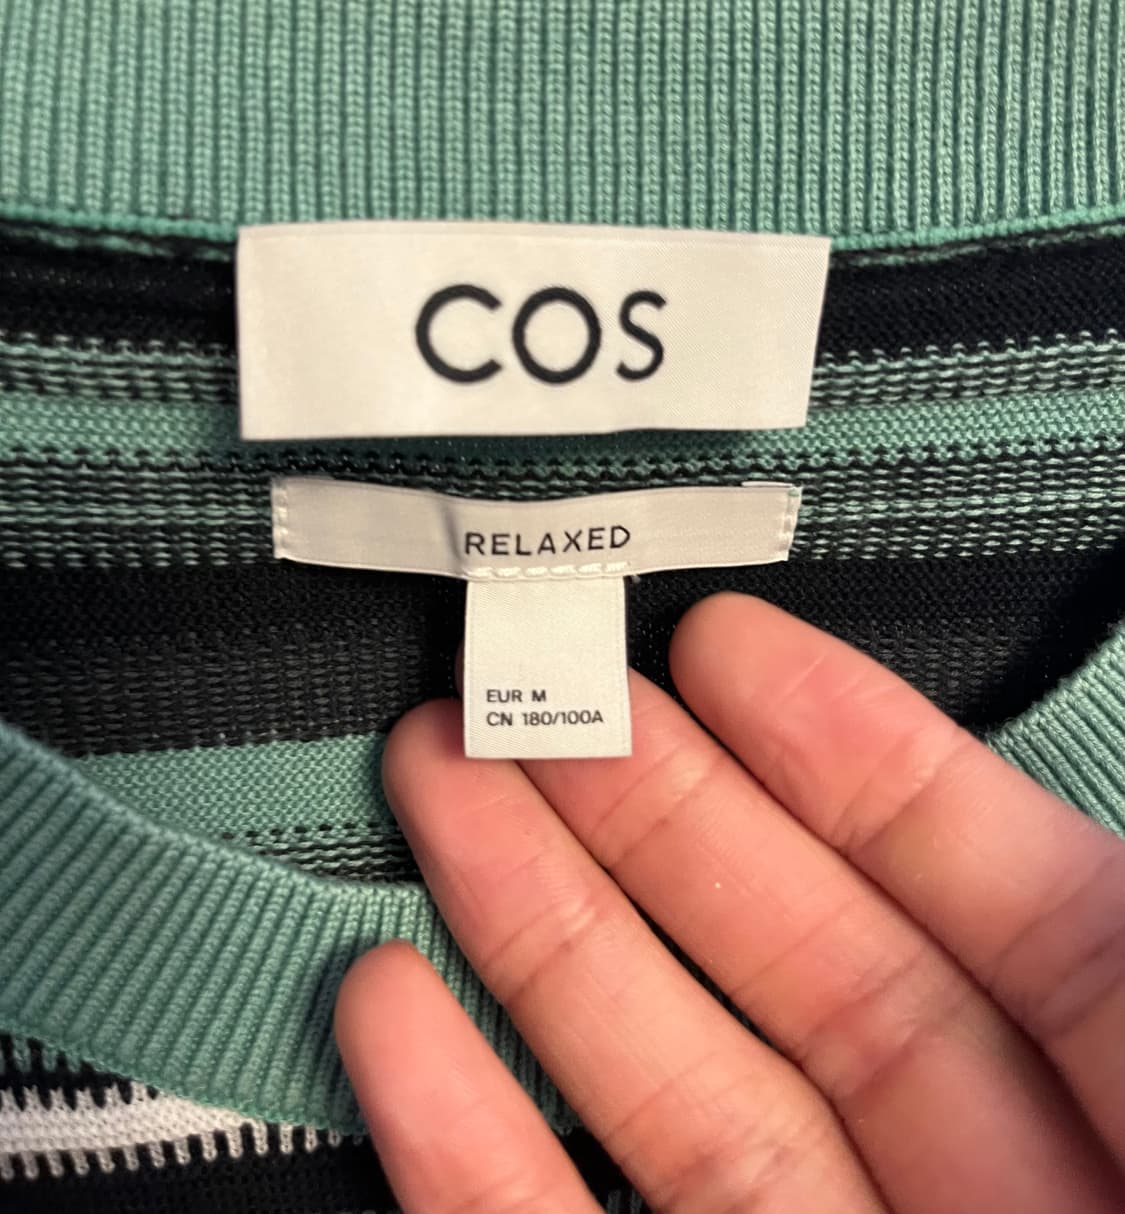 COS
RELAXED
EUR M
CN 180/100A